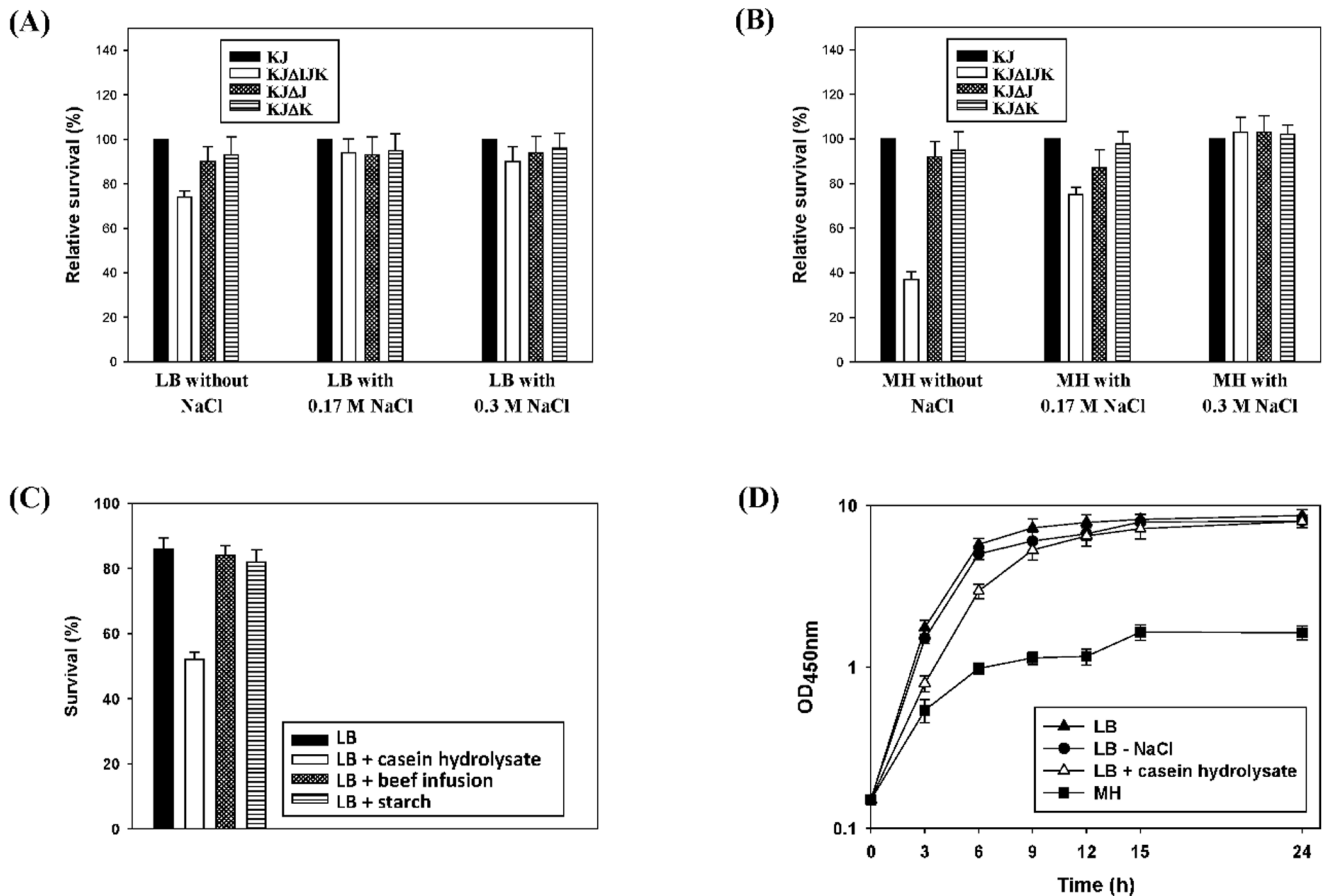 (A)
140
120
100
80
60
40
20
0
Relative survival (%)
KJ
KJΔIJK
KJΔJ
KJΔK
LB without
NaCl
LB with
0.17 M NaCl
LB with
0.3 M NaCl
(B)
140
120
100
80
60
40
20
0
Relative survival (%)
KJ
KJΔIJK
KJΔJ
KJΔK
MH without
NaCl
MH with
0.17 M NaCl
MH with
0.3 M NaCl
(C)
100
80
60
40
20
0
Survival (%)
LB
LB + casein hydrolysate
LB + beef infusion
LB + starch
(D)
10
1
0.1
OD450nm
LB
LB - NaCl
LB + casein hydrolysate
MH
0 3 6 9 12 15 24
Time (h)